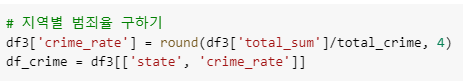 # 지역별 범죄율 구하기
df3['crime_rate'] = round(df3['total_sum']/total_crime, 4)
df_crime = df3[['state', 'crime_rate']]